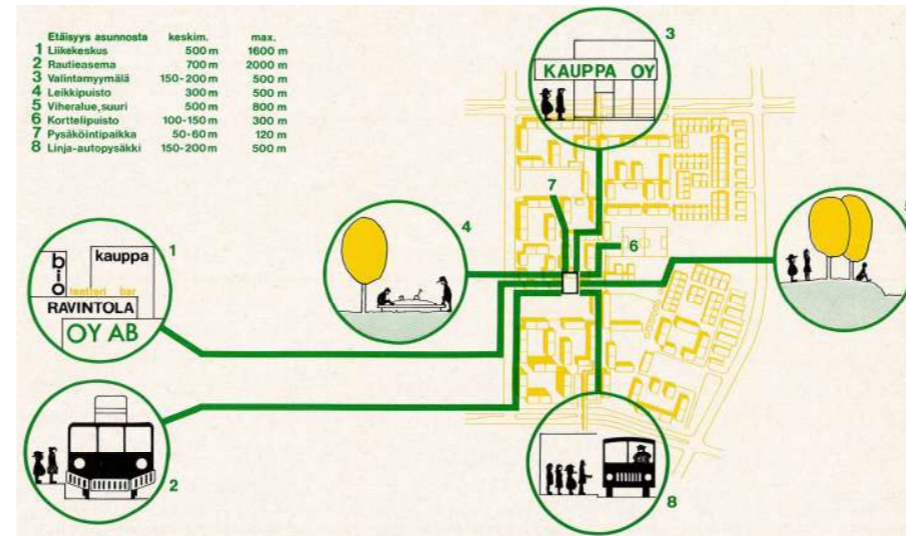 Etäisyys asunnosta keskim. max.
1 Liikekeskus 500 m 1600 m
2 Rautieasema 700 m 2000 m
3 Valintamyymälä 150-200 m 500 m
4 Leikkipuisto 300 m 500 m
5 Viheralue, suuri 500 m 800 m
6 Korttelipuisto 100-150 m 300 m
7 Pysäköintipaikka 50-60 m 120 m
8 Linja-autopysäkki 150-200 m 500 m
3
KAUPPA OY
7
4
6
5
1
bio
kauppa
teatteri bar
RAVINTOLA
OY AB
2
8